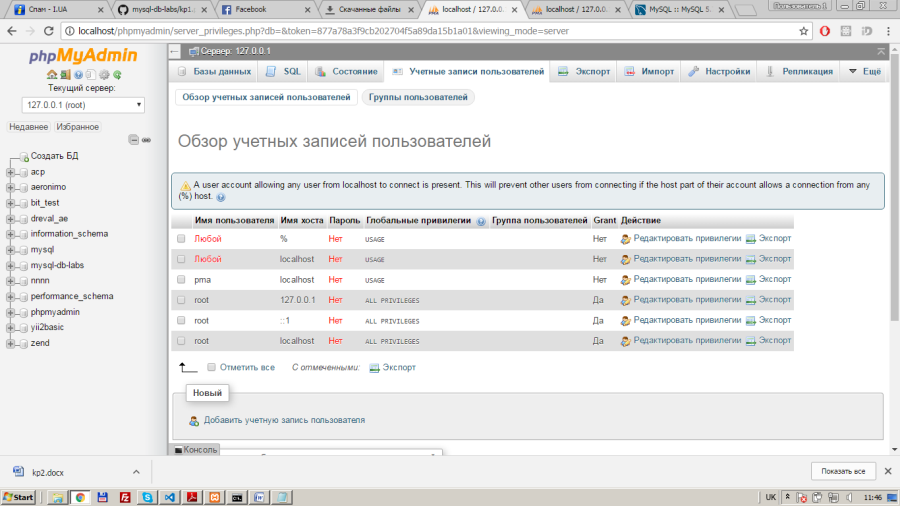 Спам - I.UA
mysql-db-labs/kp1.
Facebook
Скачанные файлы
localhost / 127.0.0.1
localhost / 127.0.0.
MySQL :: MySQL 5.
Пользователь 1
localhost/phpmyadmin/server_privileges.php?db=&token=877a78a3f9cb202704f5a89da15b1a01&viewing_mode=server
phpMyAdmin
Текущий сервер:
127.0.0.1 (root)
Недавнее Избранное
Создать БД
acp
aeronimo
bit_test
dreval_ae
information_schema
mysql
mysql-db-labs
nnnn
performance_schema
phpmyadmin
yii2basic
zend
Сервер: 127.0.0.1
Базы данных SQL Состояние Учетные записи пользователей Экспорт Импорт Настройки Репликация Ещё
Обзор учетных записей пользователей Группы пользователей
Обзор учетных записей пользователей
A user account allowing any user from localhost to connect is present. This will prevent other users from connecting if the host part of their account allows a connection from any
(%) host.
Имя пользователя Имя хоста Пароль Глобальные привилегии Группа пользователей Grant Действие
Любой % Нет USAGE Нет Редактировать привилегии Экспорт
Любой localhost Нет USAGE Нет Редактировать привилегии Экспорт
pma localhost Нет USAGE Нет Редактировать привилегии Экспорт
root 127.0.0.1 Нет ALL PRIVILEGES Да Редактировать привилегии Экспорт
root ::1 Нет ALL PRIVILEGES Да Редактировать привилегии Экспорт
root localhost Нет ALL PRIVILEGES Да Редактировать привилегии Экспорт
Отметить все С отмеченными: Экспорт
Новый
Добавить учетную запись пользователя
Консоль
kp2.docx
Показать все
Start
UK
11:46